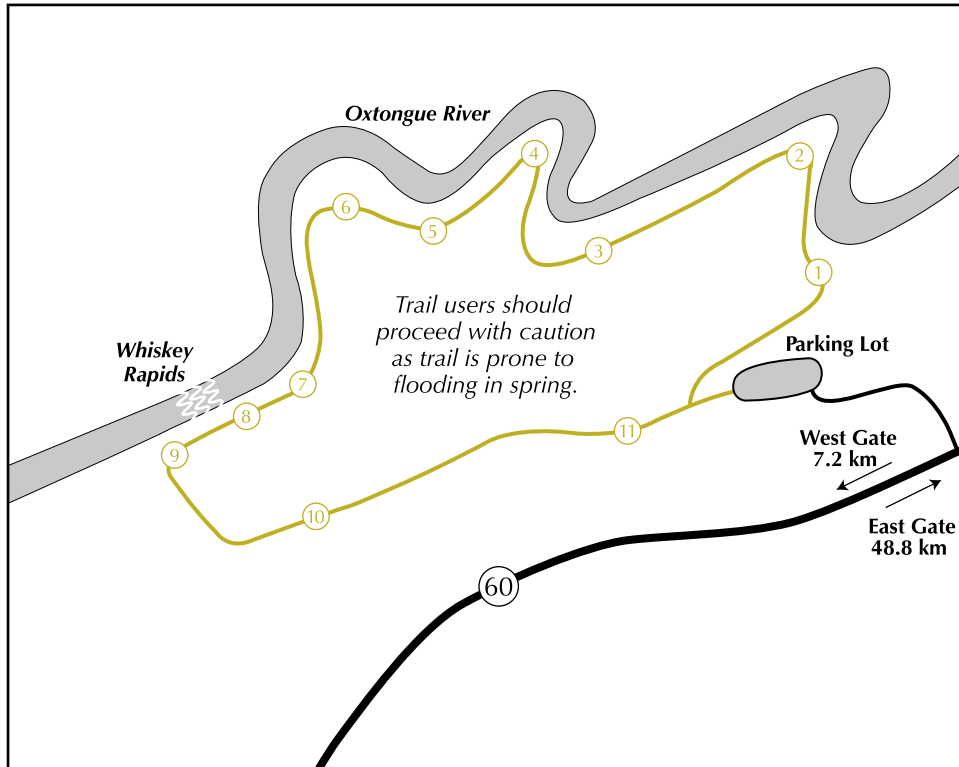 Oxtongue River
4
2
6
5
3
1
Trail users should
proceed with caution
as trail is prone to
flooding in spring.
Whiskey
Rapids
Parking Lot
7
8
9
11
10
West Gate
7.2 km
East Gate
48.8 km
60